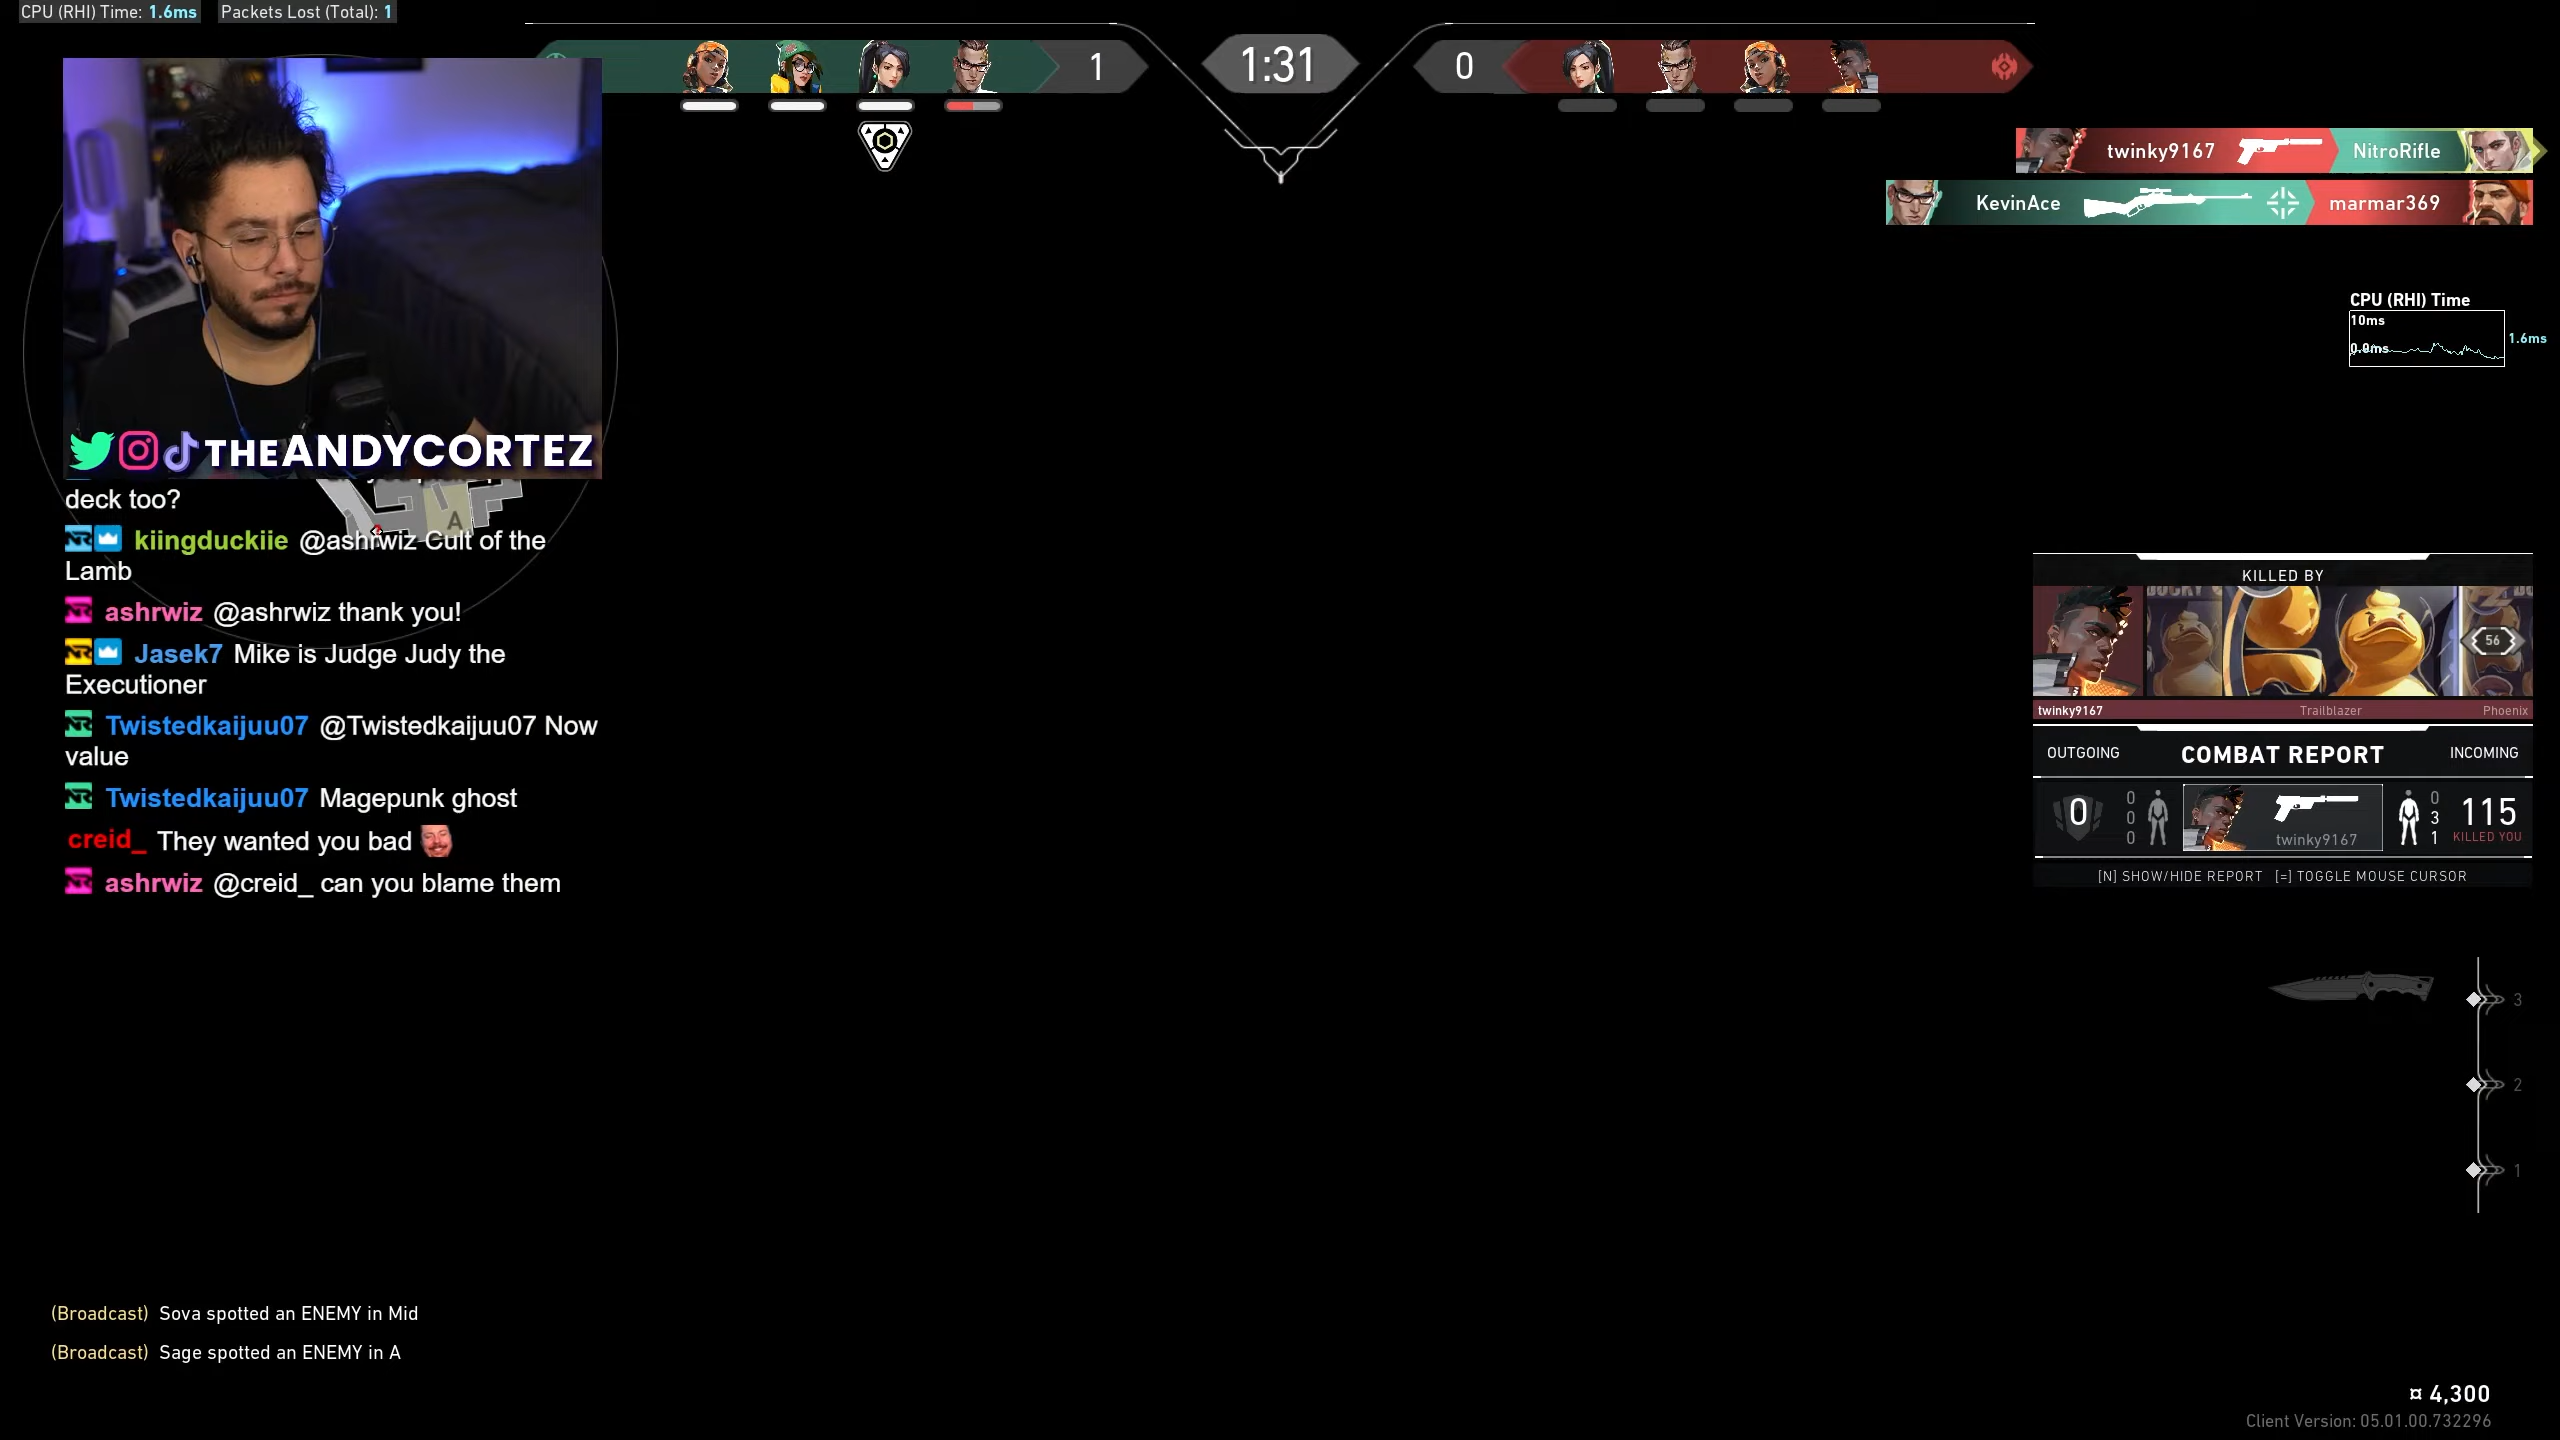 CPU (RHI) Time: 1.6ms Packets Lost (Total): 1
1 1:31 0
twinky9167 NitroRifle
KevinAce marmar369
CPU (RHI) Time
10ms
0.0ms
1.6ms
THEANDYCORTEZ
deck too?
A
kiingduckiie @ashrwiz Cult of the
Lamb
ashrwiz @ashrwiz thank you!
Jasek7 Mike is Judge Judy the
Executioner
Twistedkaijuu07 @Twistedkaijuu07 Now
value
Twistedkaijuu07 Magepunk ghost
creid_ They wanted you bad
ashrwiz @creid_ can you blame them
KILLED BY
56
twinky9167 Trailblazer Phoenix
OUTGOING COMBAT REPORT INCOMING
0
0
0
0
twinky9167
0
3
1
115
KILLED YOU
[N] SHOW/HIDE REPORT [=] TOGGLE MOUSE CURSOR
3
2
1
(Broadcast) Sova spotted an ENEMY in Mid
(Broadcast) Sage spotted an ENEMY in A
¤ 4,300
Client Version: 05.01.00.732296